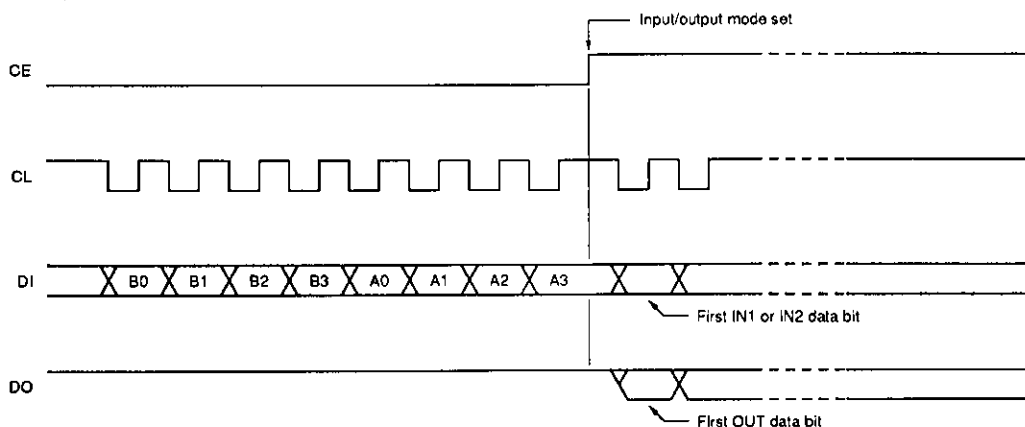 Input/output mode set
CE
CL
DI
B0 B1 B2 B3 A0 A1 A2 A3
First IN1 or IN2 data bit
DO
First OUT data bit